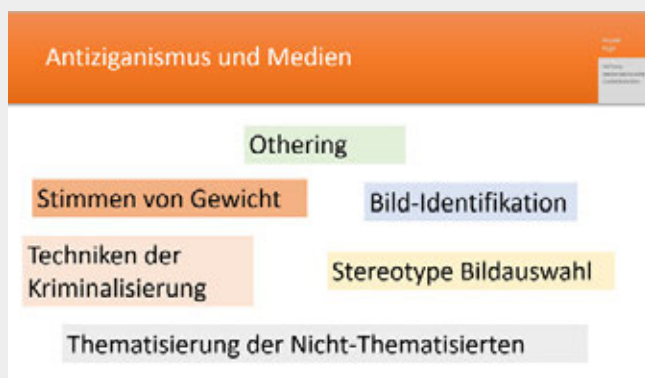 Antiziganismus und Medien
Othering
Stimmen von Gewicht
Bild-Identifikation
Techniken der
Kriminalisierung
Stereotype Bildauswahl
Thematisierung der Nicht-Thematisierten